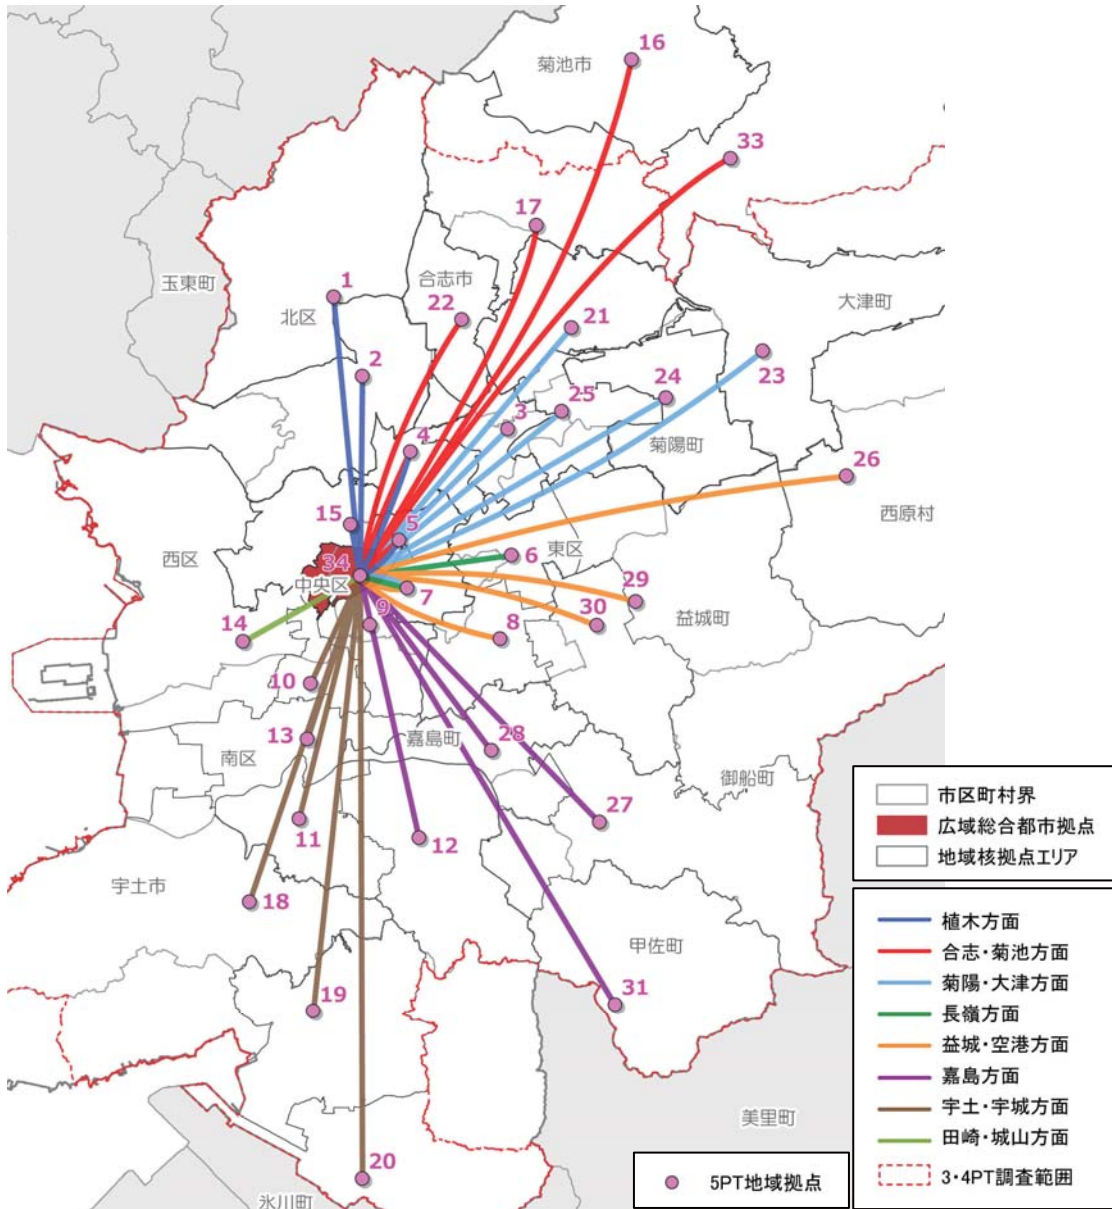 菊池市
16
33
17
玉東町
1
合志市
22
北区
大津町
21
2
23
24
25
3
4
菊陽町
26
15
5
西原村
西区
34
6
東区
中央区
7
29
9
30
益城町
14
8
10
13
嘉島町
28
南区
御船町
11
12
27
宇土市
18
甲佐町
19
31
美里町
20
氷川町
市区町村界
広域総合都市拠点
地域核拠点エリア
植木方面
合志・菊池方面
菊陽・大津方面
長嶺方面
益城・空港方面
嘉島方面
宇土・宇城方面
田崎・城山方面
3・4PT調査範囲
5PT地域拠点